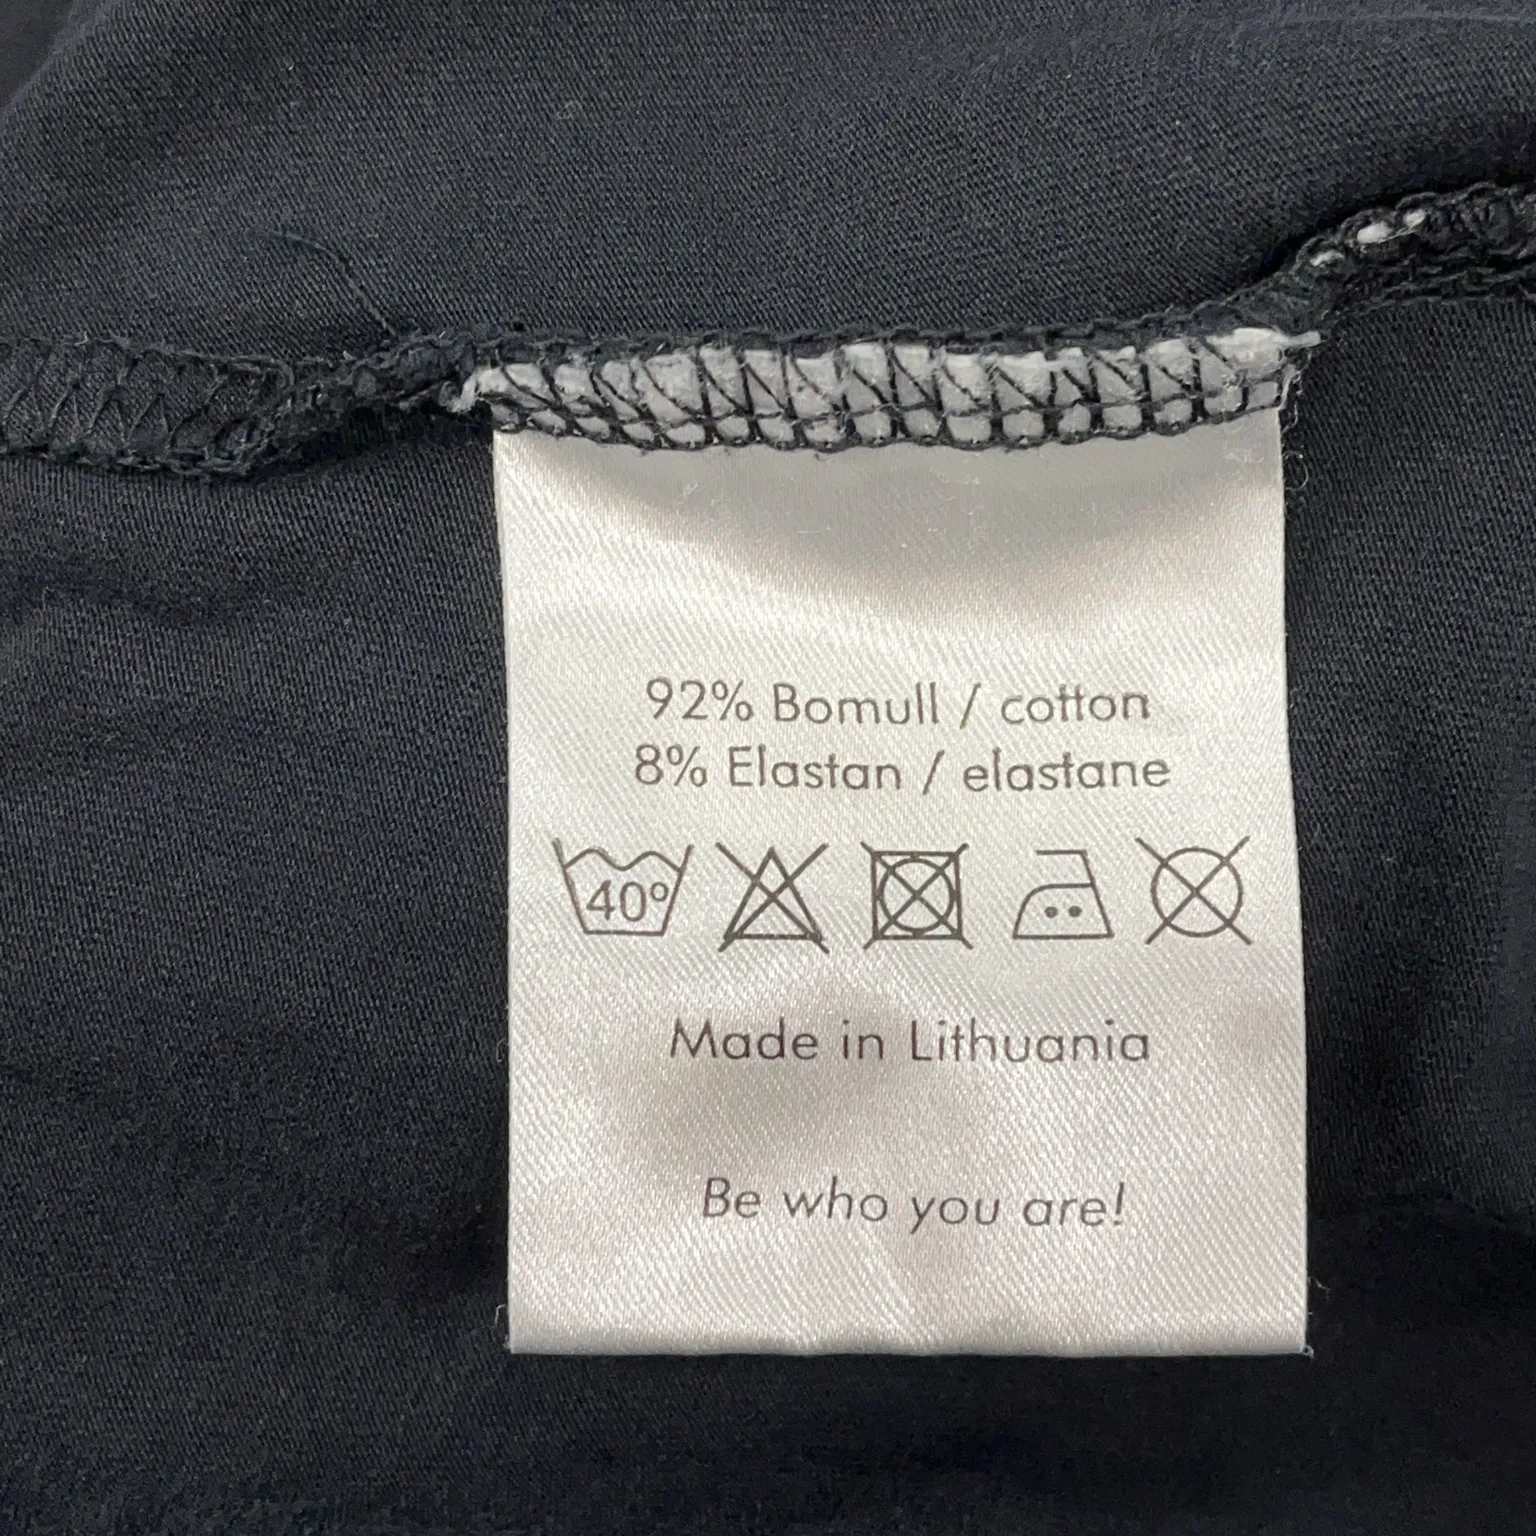 92% Bomull / cotton
8% Elastan / elastane
40°
Made in Lithuania
Be who you are!